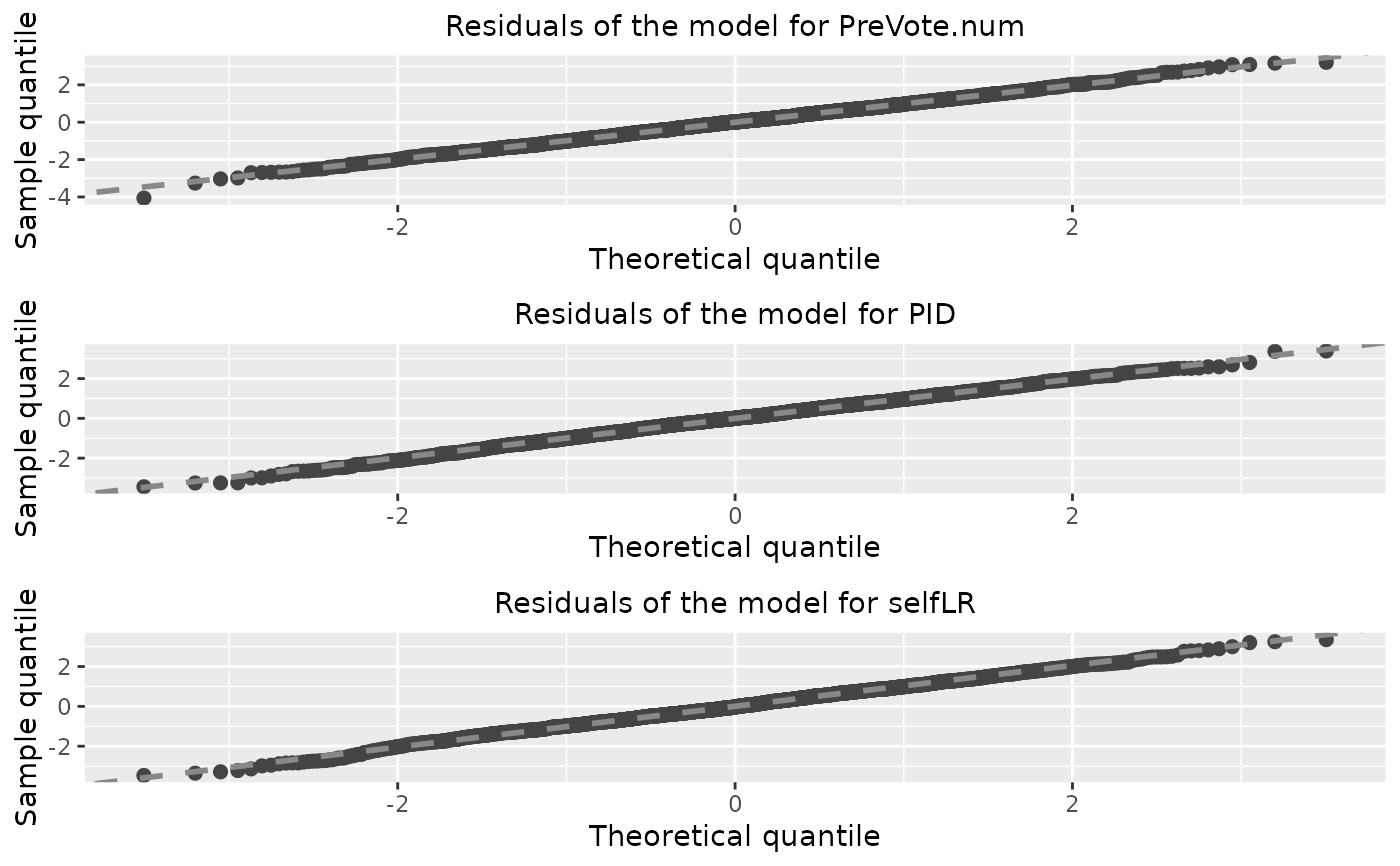 Residuals of the model for PreVote.num
Sample quantile
2
0
-2
-4
-2 0 2
Theoretical quantile
Residuals of the model for PID
Sample quantile
2
0
-2
-2 0 2
Theoretical quantile
Residuals of the model for selfLR
Sample quantile
2
0
-2
-2 0 2
Theoretical quantile